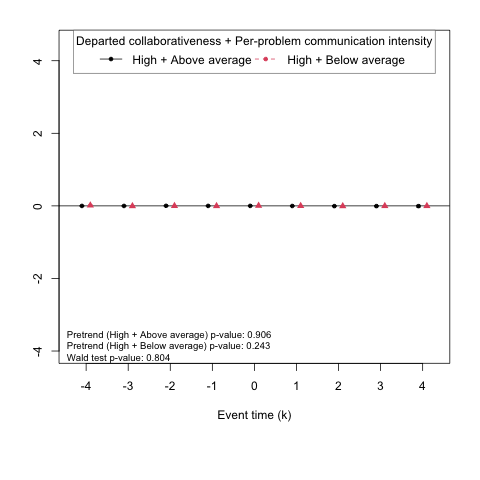 Departed collaborativeness + Per-problem communication intensity
High + Above average High + Below average
4
2
0
-2
-4
Pretrend (High + Above average) p-value: 0.906
Pretrend (High + Below average) p-value: 0.243
Wald test p-value: 0.804
-4 -3 -2 -1 0 1 2 3 4
Event time (k)